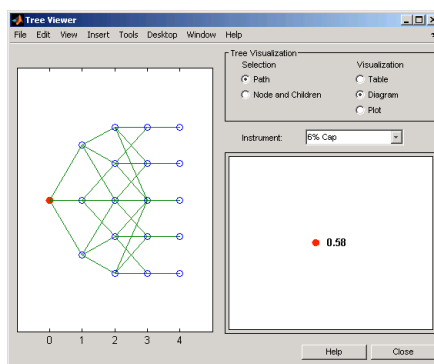 Tree Viewer
File Edit View Insert Tools Desktop Window Help
Tree Visualization
Selection Visualization
Path Table
Node and Children Diagram
Plot
Instrument: 6% Cap
0.58
0 1 2 3 4
Help Close